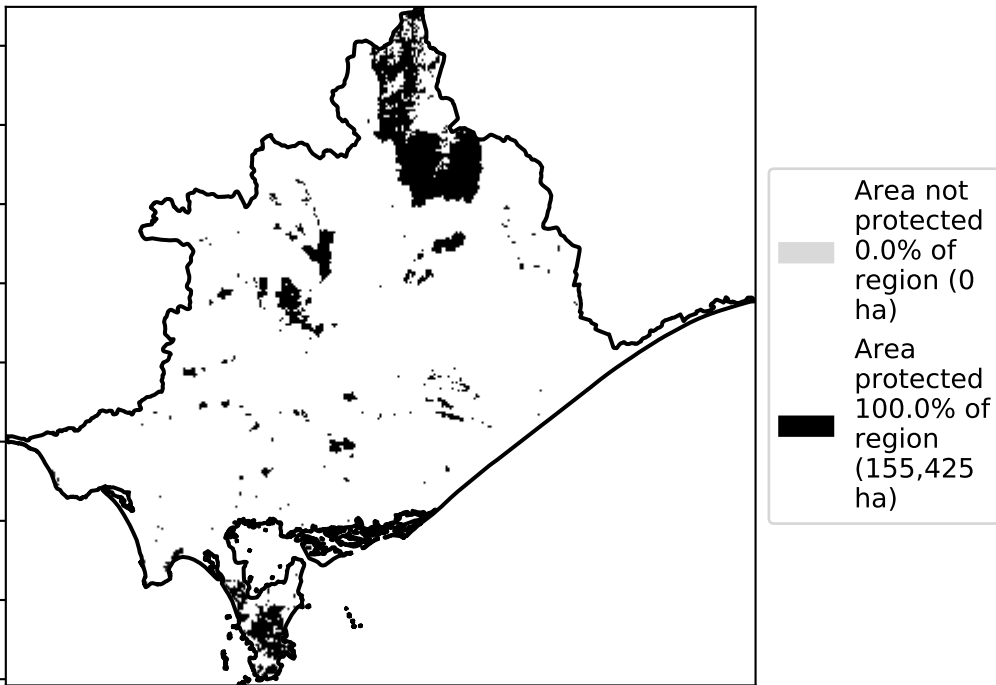 Area not
protected
0.0% of
region (0
ha)
Area
protected
100.0% of
region
(155,425
ha)